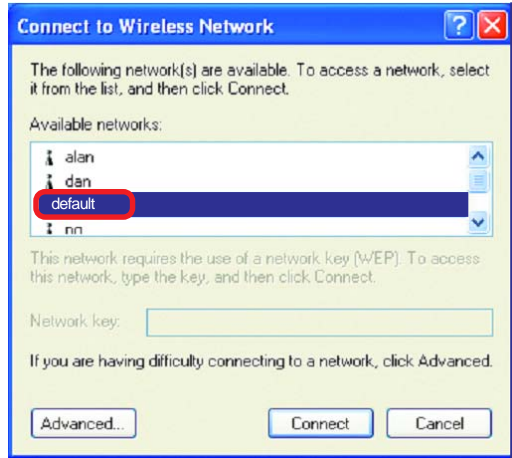 Connect to Wireless Network
The following network(s) are available. To access a network, select
it from the list, and then click Connect.
Available networks:
alan
dan
default
This network requires the use of a network key (WEP). To access
this network, type the key, and then click Connect.
Network key:
If you are having difficulty connecting to a network, click Advanced.
Advanced... Connect Cancel